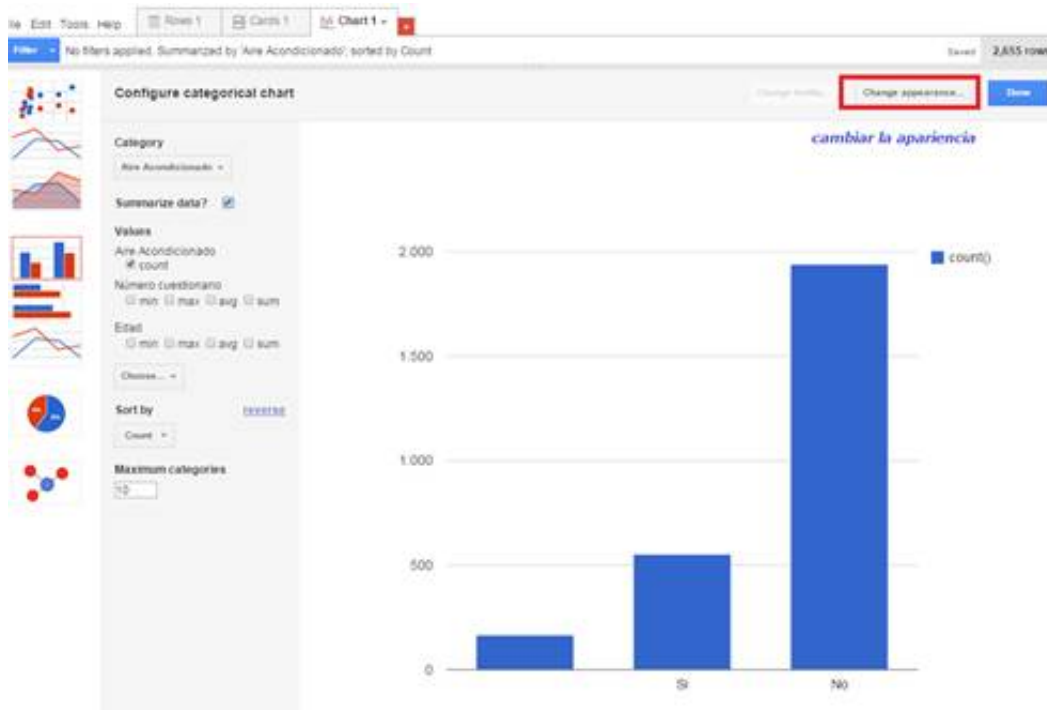 le Edit Tools Help Rows 1 Cards 1 Chart 1
Filter No filters applied. Summarized by 'Aire Acondicionado'; sorted by Count Saved 2,655 rows
Configure categorical chart Change Change appearance... Done
cambiar la apariencia
Category
Aire Acondicionado
Summarize data?
Values
Aire Acondicionado
count
Número cuestionario
min max avg sum
Edad
min max avg sum
Choose...
Sort by reverse
Count
Maximum categories
10
2.000
1.500
1.000
500
0
Si No
count()